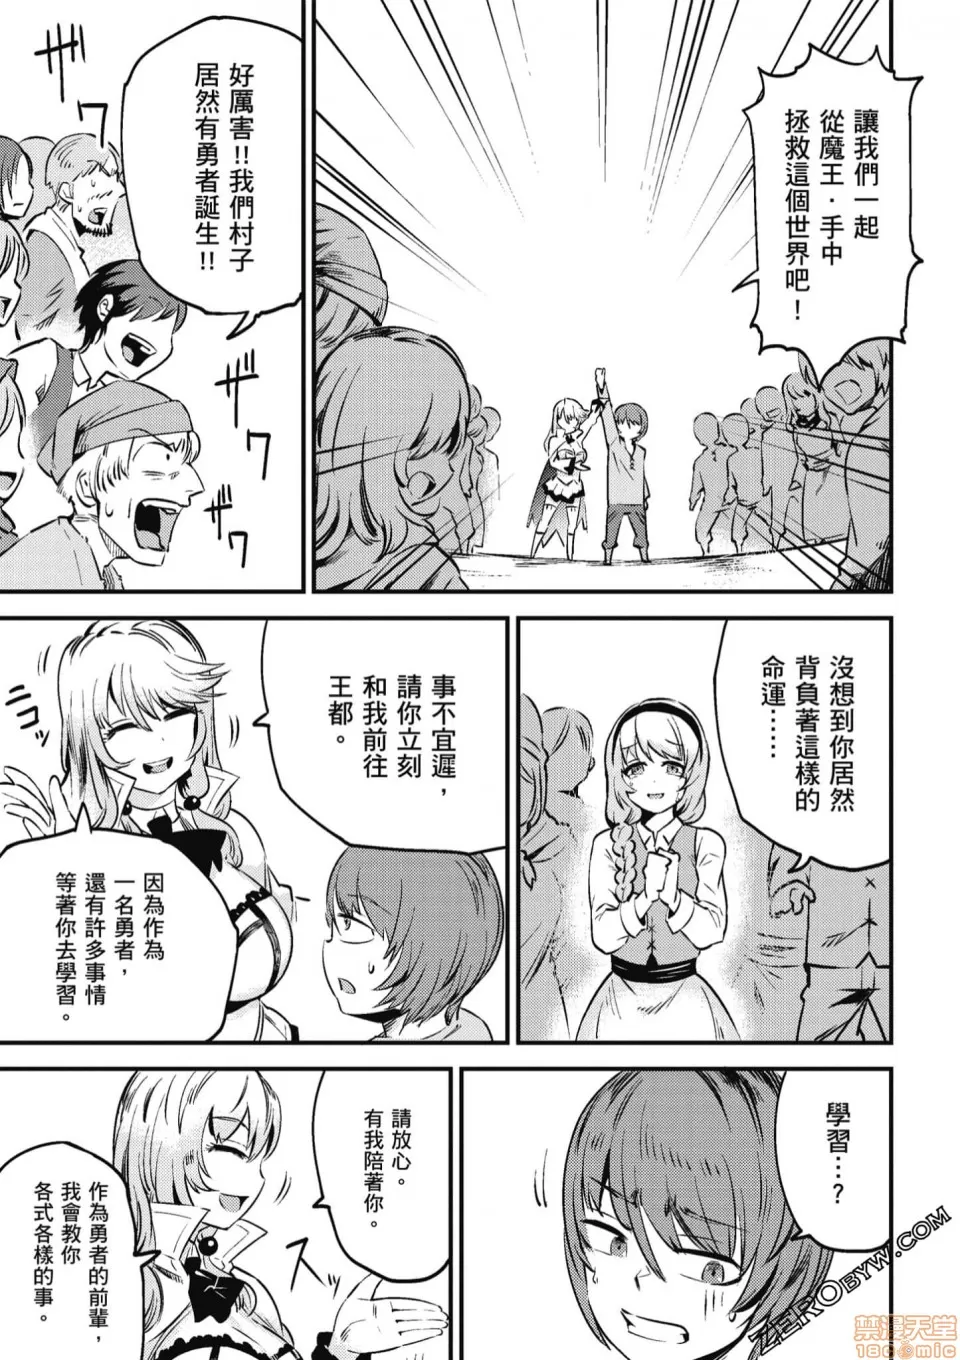 讓我們一起
從魔王．手中
拯救這個世界吧！
好厲害!!我們村子
居然有勇者誕生!!
ザワ
ザワ
ザワ
沒想到你居然
背負著這樣的
命運……
事不宜遲，
請你立刻
和我前往
王都。
ニコッ
因為作為
一名勇者，
還有許多事情
等著你去學習。
學習…？
請放心。
有我陪著你。
作為勇者的前輩，
我會教你
各式各樣的事。
ZEROBYW.COM
禁漫天堂
18comic